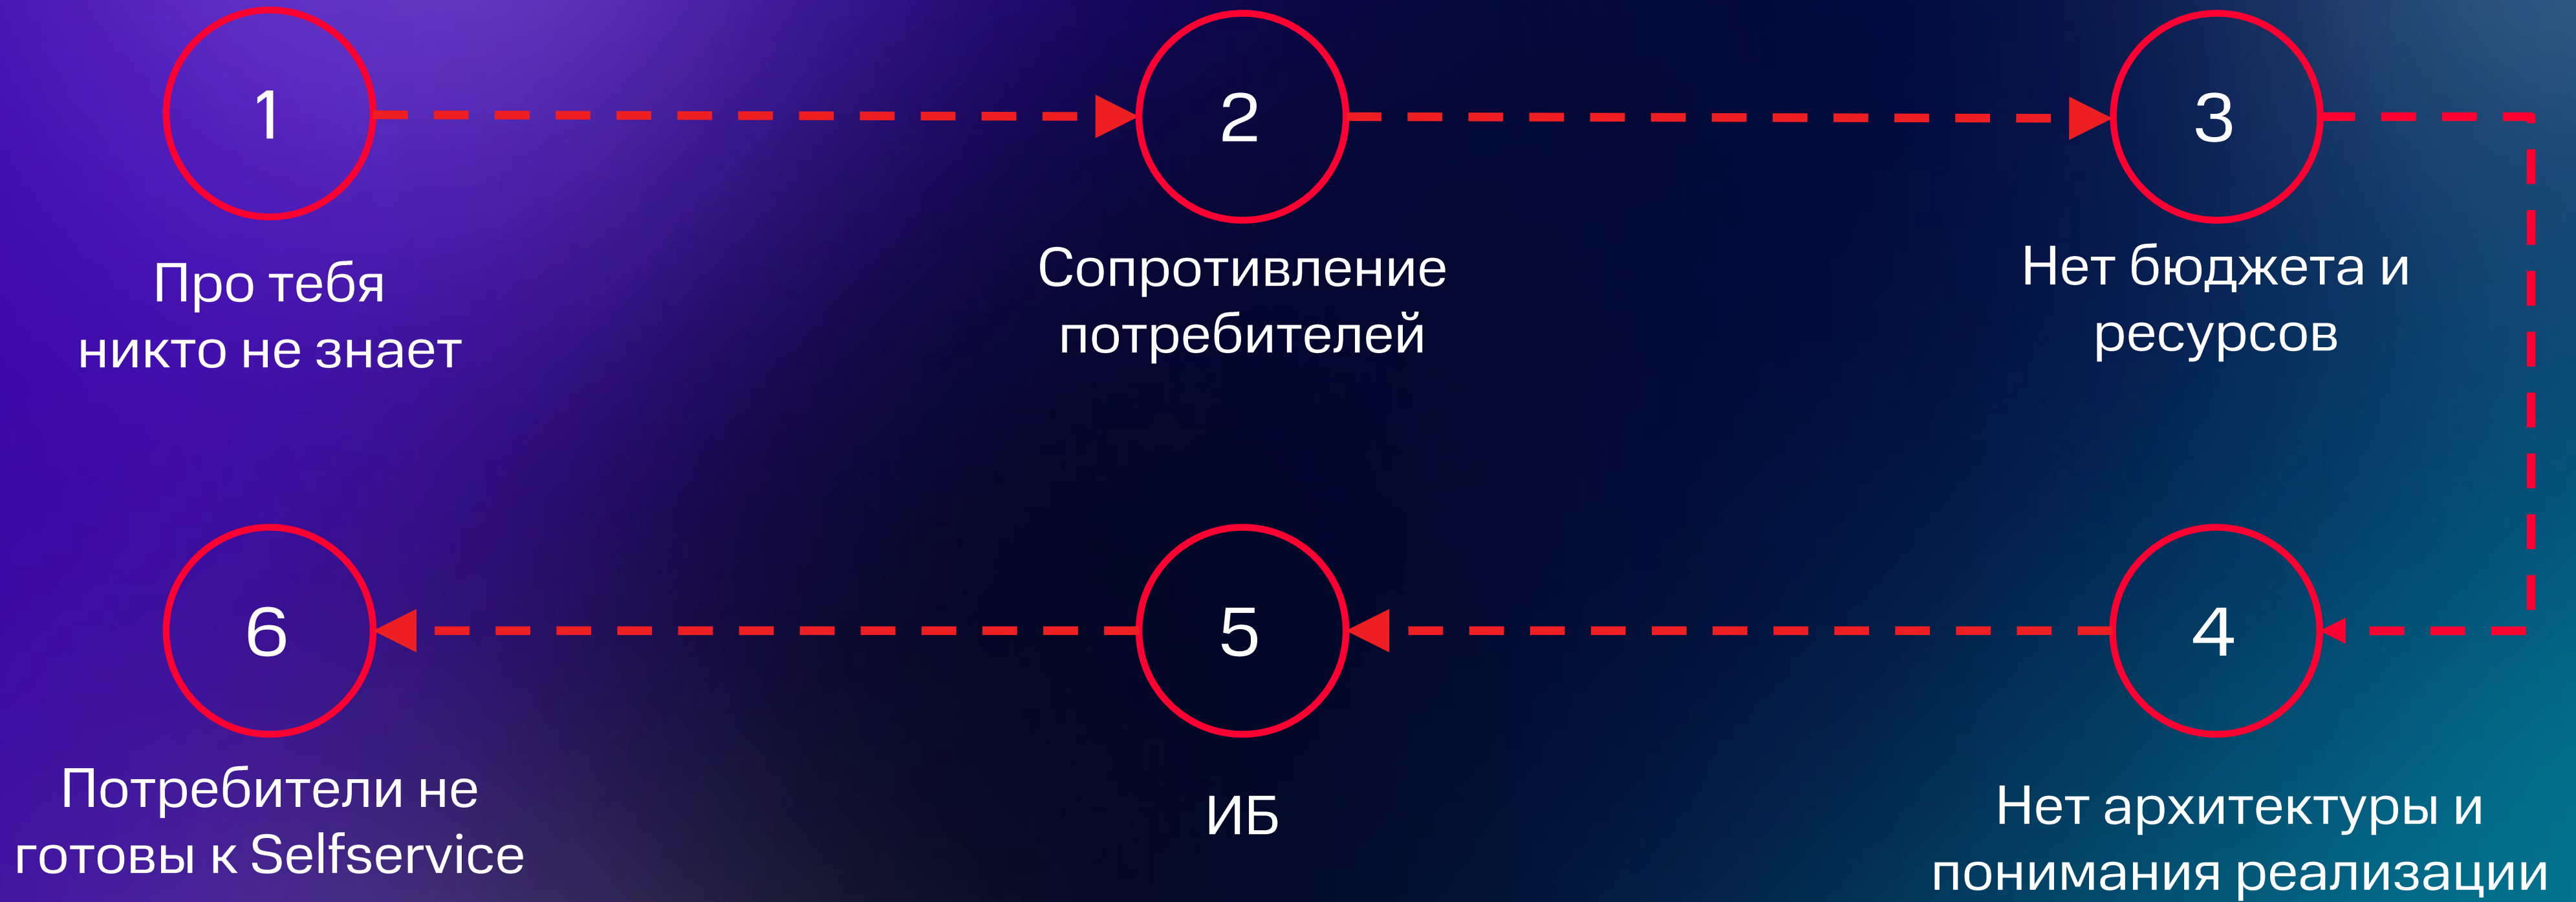 1
Про тебя
никто не знает
2
Сопротивление
потребителей
3
Нет бюджета и
ресурсов
4
Нет архитектуры и
понимания реализации
5
ИБ
6
Потребители не
готовы к Selfservice